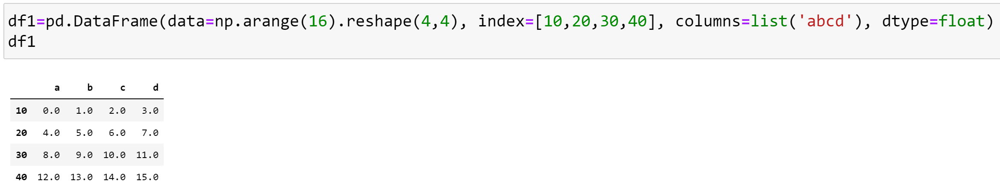 df1=pd.DataFrame(data=np.arange(16).reshape(4,4), index=[10,20,30,40], columns=list('abcd'), dtype=float)
df1
a b c d
10 0.0 1.0 2.0 3.0
20 4.0 5.0 6.0 7.0
30 8.0 9.0 10.0 11.0
40 12.0 13.0 14.0 15.0